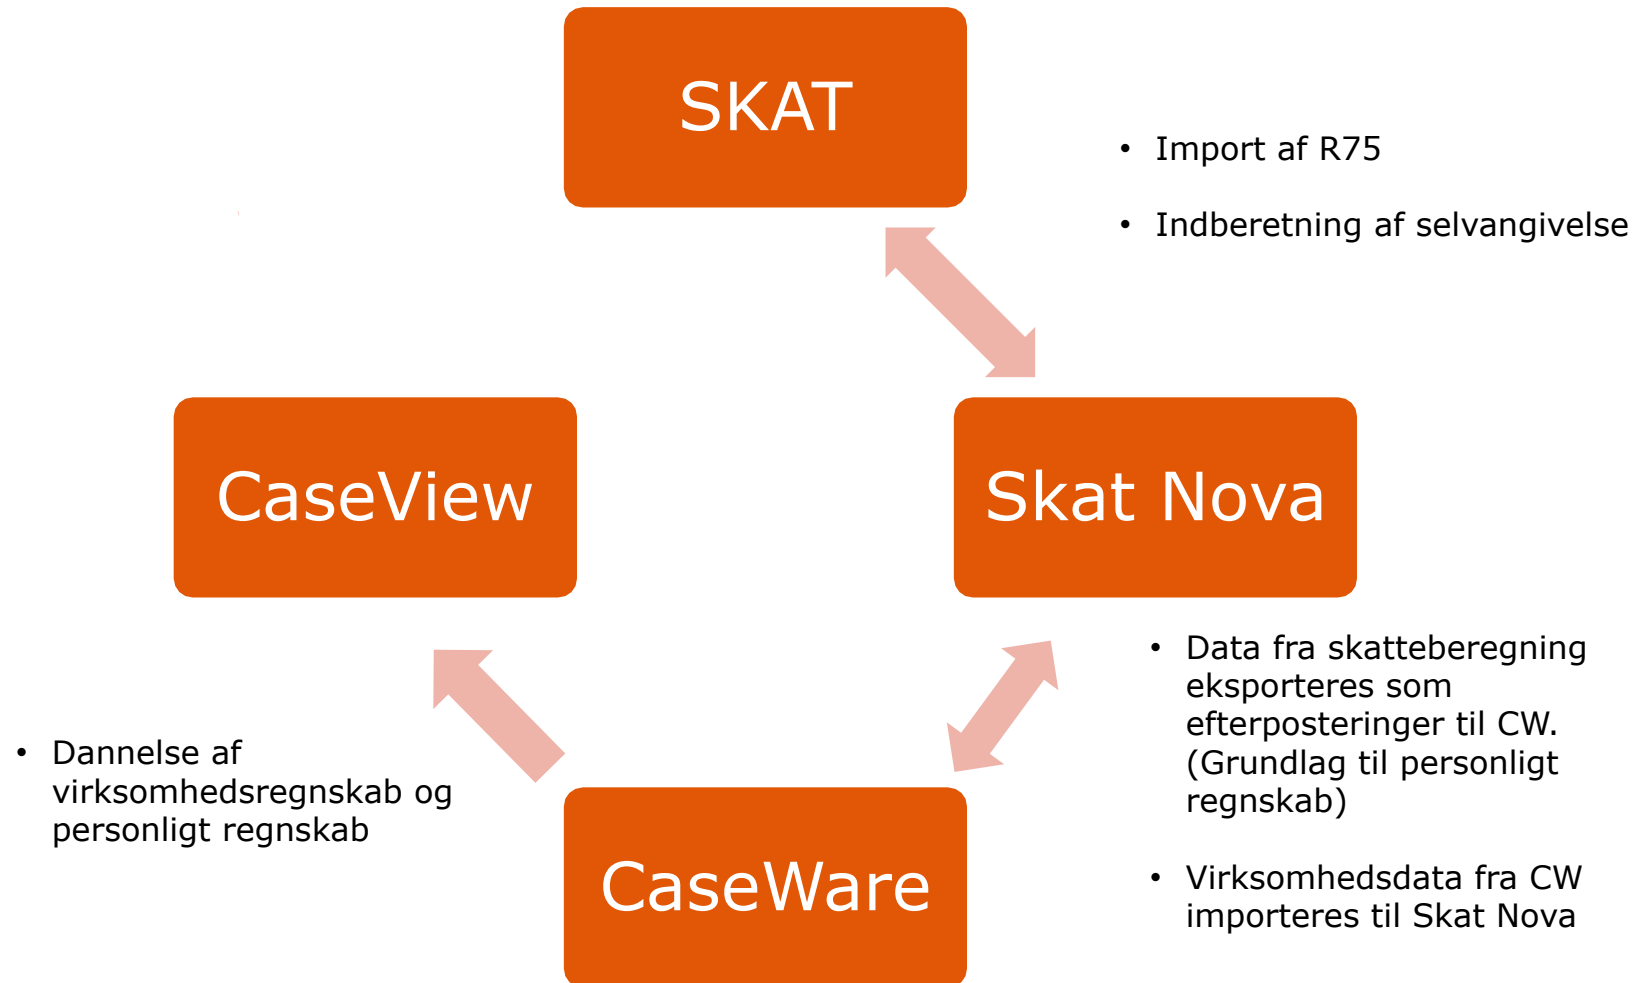 SKAT
• Import af R75
• Indberetning af selvangivelse
CaseView
Skat Nova
• Data fra skatteberegning
eksporteres som
efterposteringer til CW.
(Grundlag til personligt
regnskab)
• Virksomhedsdata fra CW
importeres til Skat Nova
• Dannelse af
virksomhedsregnskab og
personligt regnskab
CaseWare